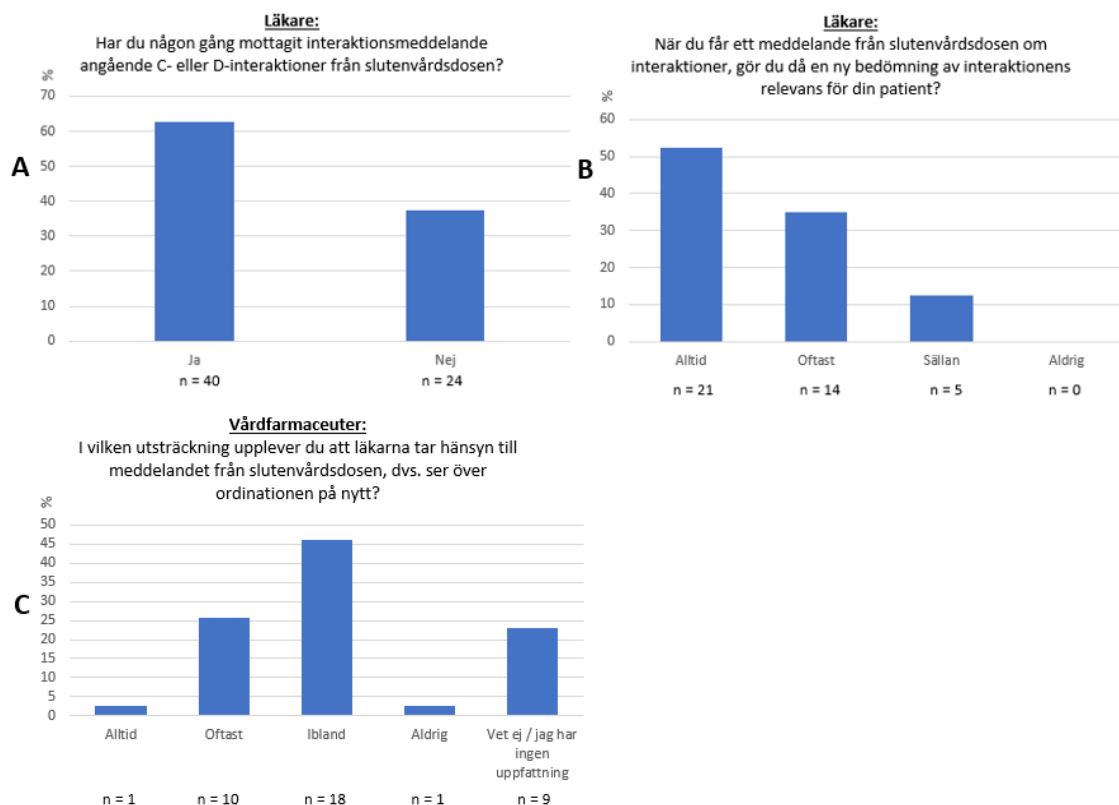 Läkare:
Har du någon gång mottagit interaktionsmeddelande
angående C- eller D-interaktioner från slutenvårdsdosen?
%
70
60
50
40
30
20
10
0
A
Ja
Nej
n = 40
n = 24
Läkare:
När du får ett meddelande från slutenvårdsdosen om
interaktioner, gör du då en ny bedömning av interaktionens
relevans för din patient?
%
60
50
40
30
20
10
0
B
Alltid
Oftast
Sällan
Aldrig
n = 21
n = 14
n = 5
n = 0
Vårdfarmaceuter:
I vilken utsträckning upplever du att läkarna tar hänsyn till
meddelandet från slutenvårdsdosen, dvs. ser över
ordinationen på nytt?
%
50
45
40
35
30
25
20
15
10
5
0
C
Alltid
Oftast
Ibland
Aldrig
Vet ej / jag har
ingen
uppfattning
n = 1
n = 10
n = 18
n = 1
n = 9